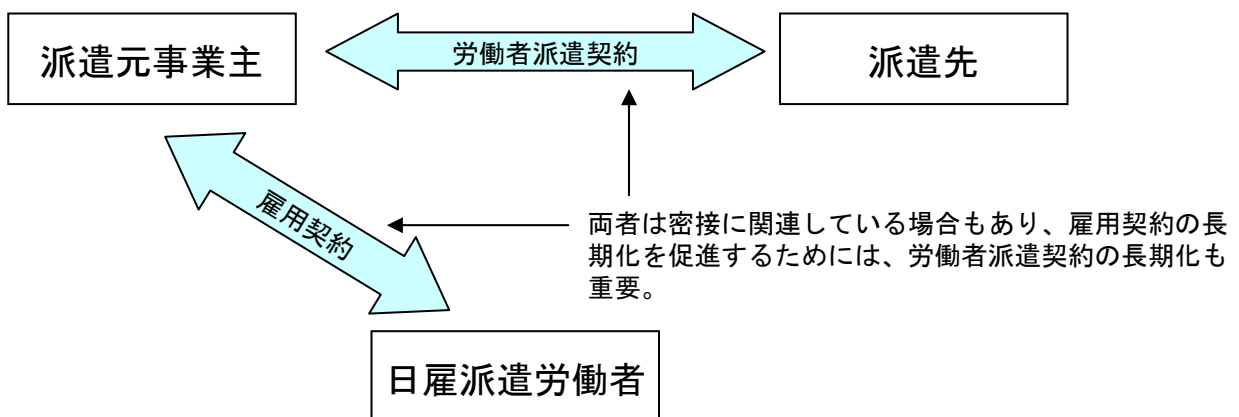 派遣元事業主
労働者派遣契約
派遣先
雇用契約
両者は密接に関連している場合もあり、雇用契約の長
期化を促進するためには、労働者派遣契約の長期化も
重要。
日雇派遣労働者